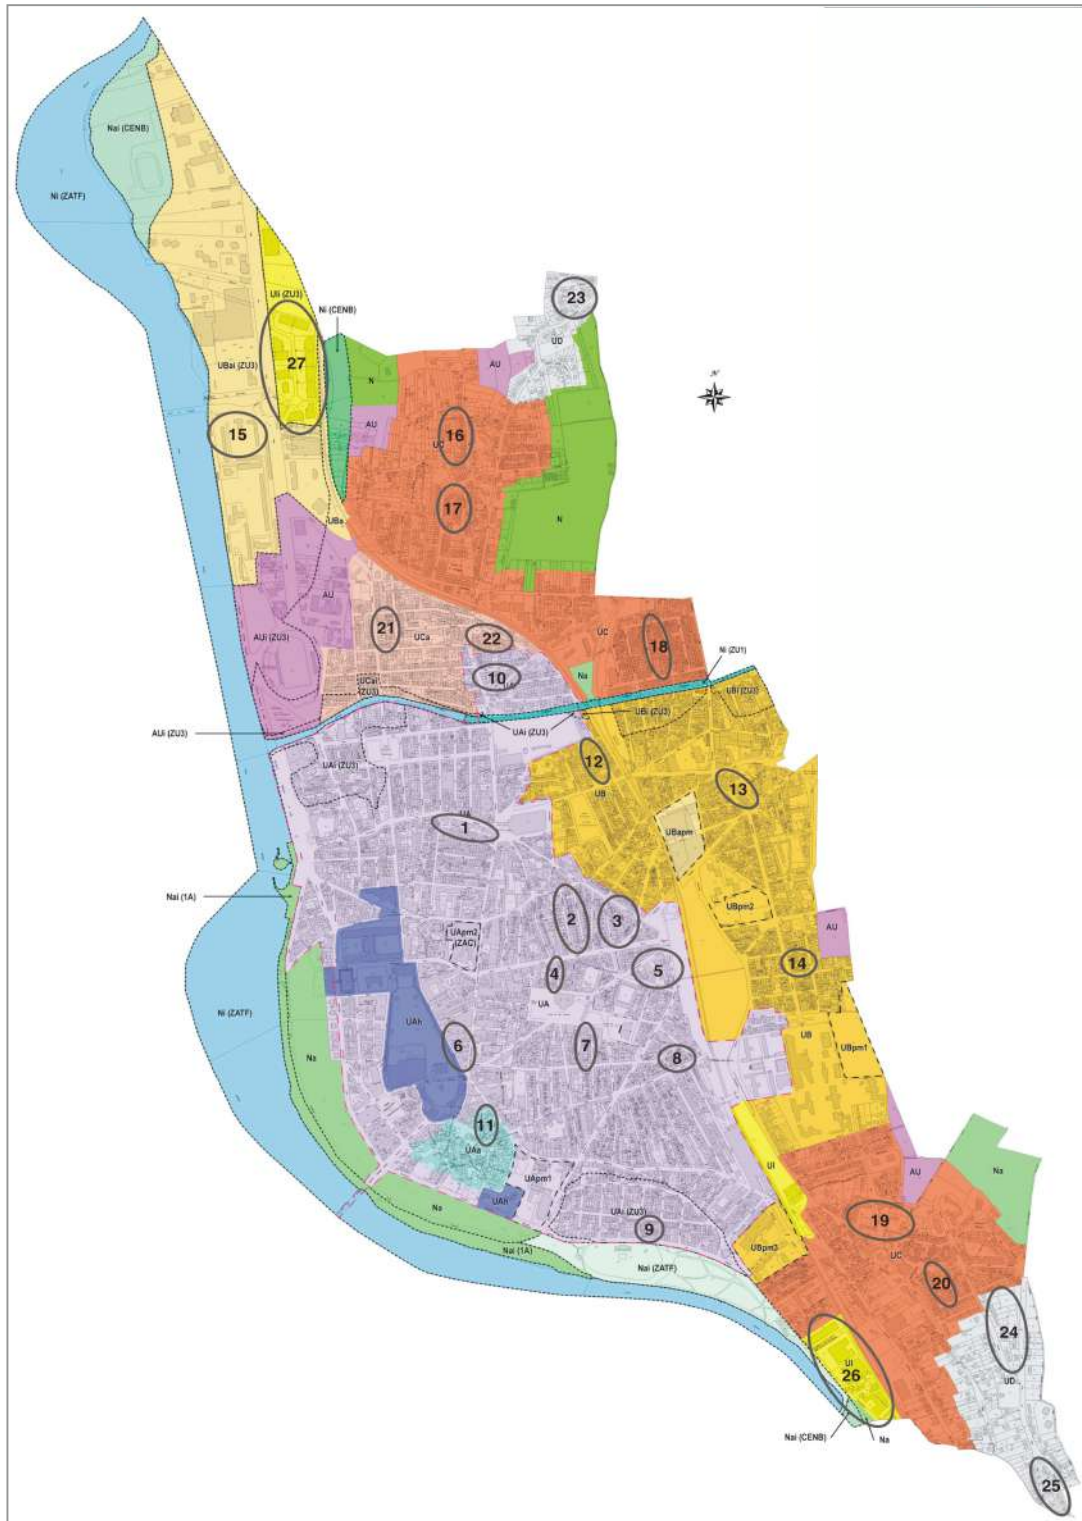 Nai (CENB)
Ni (ZATF)
UIi (ZU3)
Ni (CENB)
23
UD
27
UBai (ZU3)
N
AU
N
AU
15
16
UC
17
N
UBa
AU
21
UCa
22
AUi (ZU3)
UC
18
Ni (ZU1)
10
Na
UCai
(ZU3)
UBi (ZU3)
UBi (ZU3)
AUi (ZU3)
UAi (ZU3)
UAi (ZU3)
12
UB
13
UA
1
UBapm
Nai (1A)
2
3
UBpm2
AU
UApm2
(ZAC)
4
5
14
UA
Ni (ZATF)
UAh
6
7
8
UB
UBpm1
Na
11
UAa
UI
AU
Na
UApm1
UAh
Na
UAi (ZU3)
9
19
UBpm3
UC
Nai (1A)
Nai (ZATF)
20
24
UI
26
UD
Nai (CENB)
Na
25